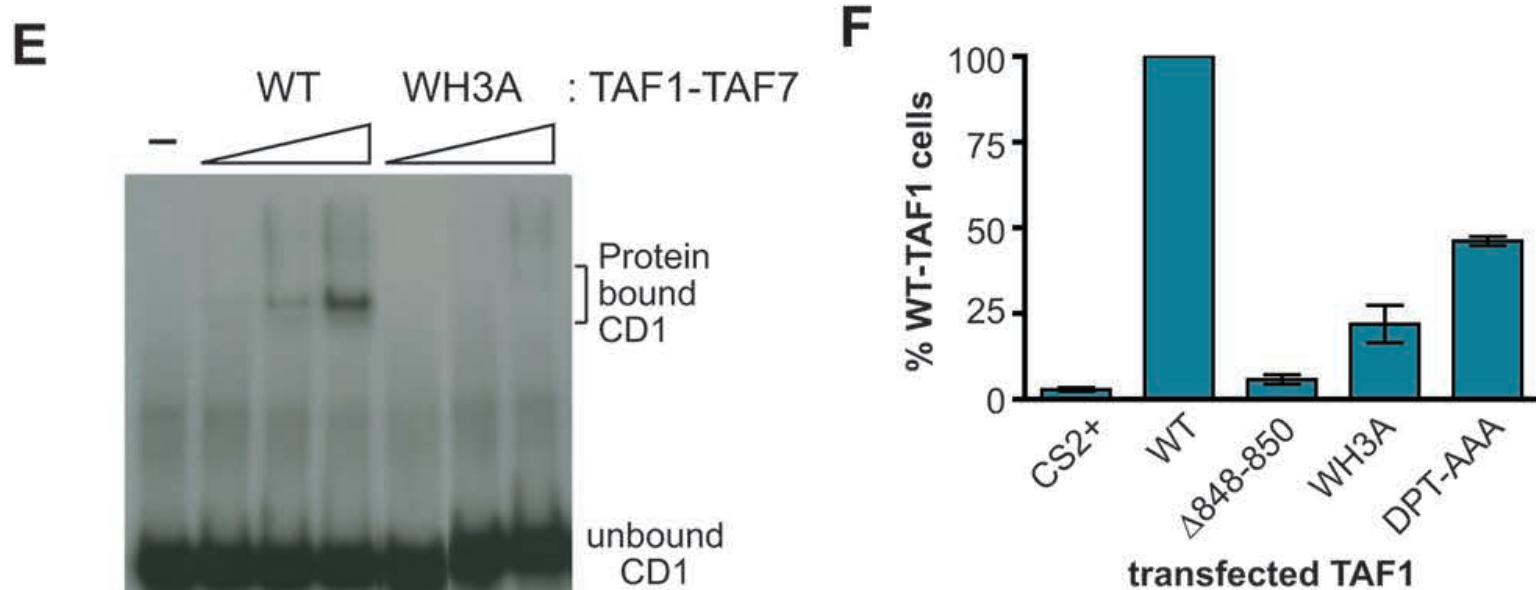 E
WT WH3A : TAF1-TAF7
–
Protein
bound
CD1
unbound
CD1
F
% WT-TAF1 cells
100
75
50
25
0
CS2+
WT
Δ848-850
WH3A
DPT-AAA
transfected TAF1